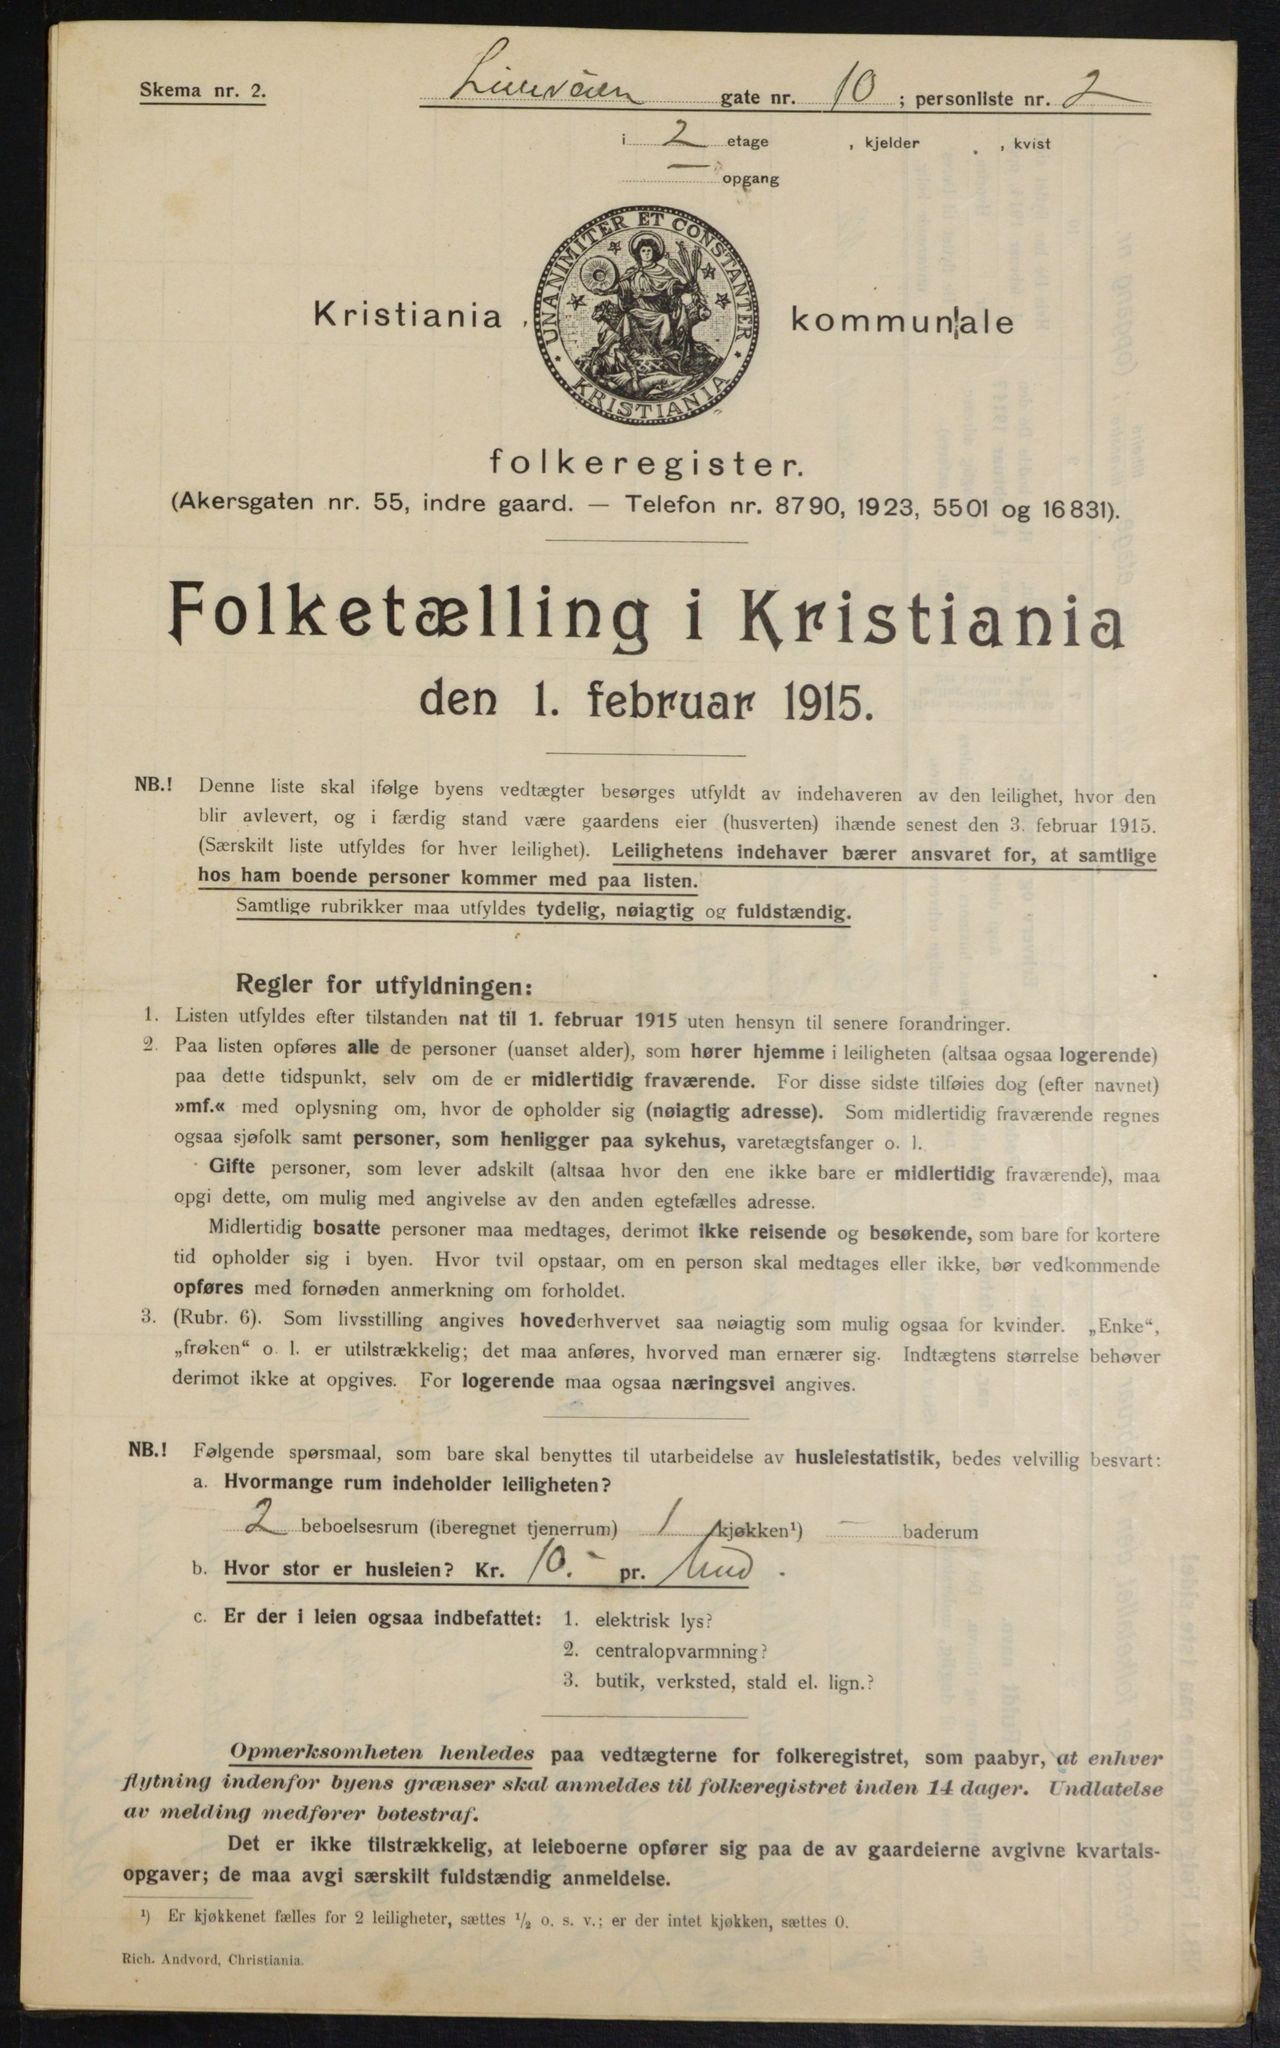 Skema nr. 2.
gate nr. 10 ; personliste nr. 2
i 2 etage , kjelder , kvist
— opgang
UNANIMITER ET CONSTANTER
KRISTIANIA
Kristiania kommunale
folkeregister.
(Akersgaten nr. 55, indre gaard. — Telefon nr. 8790, 1923, 5501 og 16831).
Folketælling i Kristiania
den 1. februar 1915.
NB.! Denne liste skal ifølge byens vedtægter besørges utfyldt av indehaveren av den leilighet, hvor den
blir avlevert, og i færdig stand være gaardens eier (husverten) ihænde senest den 3. februar 1915.
(Særskilt liste utfyldes for hver leilighet). Leilighetens indehaver bærer ansvaret for, at samtlige
hos ham boende personer kommer med paa listen.
Samtlige rubrikker maa utfyldes tydelig, nøiagtig og fuldstændig.
Regler for utfyldningen:
1. Listen utfyldes efter tilstanden nat til 1. februar 1915 uten hensyn til senere forandringer.
2. Paa listen opføres alle de personer (uanset alder), som hører hjemme i leiligheten (altsaa ogsaa logerende)
paa dette tidspunkt, selv om de er midlertidig fraværende. For disse sidste tilføies dog (efter navnet)
»mf.« med oplysning om, hvor de opholder sig (nøiagtig adresse). Som midlertidig fraværende regnes
ogsaa sjøfolk samt personer, som henligger paa sykehus, varetægtsfanger o. l.
Gifte personer, som lever adskilt (altsaa hvor den ene ikke bare er midlertidig fraværende), maa
opgi dette, om mulig med angivelse av den anden egtefælles adresse.
Midlertidig bosatte personer maa medtages, derimot ikke reisende og besøkende, som bare for kortere
tid opholder sig i byen. Hvor tvil opstaar, om en person skal medtages eller ikke, bør vedkommende
opføres med fornøden anmerkning om forholdet.
3. (Rubr. 6). Som livsstilling angives hovederhvervet saa nøiagtig som mulig ogsaa for kvinder. „Enke“,
„frøken“ o. l. er utilstrækkelig; det maa anføres, hvorved man ernærer sig. Indtægtens størrelse behøver
derimot ikke at opgives. For logerende maa ogsaa næringsvei angives.
NB.! Følgende spørsmaal, som bare skal benyttes til utarbeidelse av husleiestatistik, bedes velvillig besvart:
a. Hvormange rum indeholder leiligheten?
2 beboelsesrum (iberegnet tjenerrum) 1 kjøkken¹) — baderum
b. Hvor stor er husleien? Kr. 10.- pr.
c. Er der i leien ogsaa indbefattet: 1. elektrisk lys?
2. centralopvarmning?
3. butik, verksted, stald el. lign.?
Opmerksomheten henledes paa vedtægterne for folkeregistret, som paabyr, at enhver
flytning indenfor byens grænser skal anmeldes til folkeregistret inden 14 dager. Undlatelse
av melding medfører bøtestraf.
Det er ikke tilstrækkelig, at leieboerne opfører sig paa de av gaardeierne avgivne kvartals-
opgaver; de maa avgi særskilt fuldstændig anmeldelse.
¹) Er kjøkkenet fælles for 2 leiligheter, sættes ½ o. s. v.; er der intet kjøkken, sættes 0.
Rich. Andvord, Christiania.